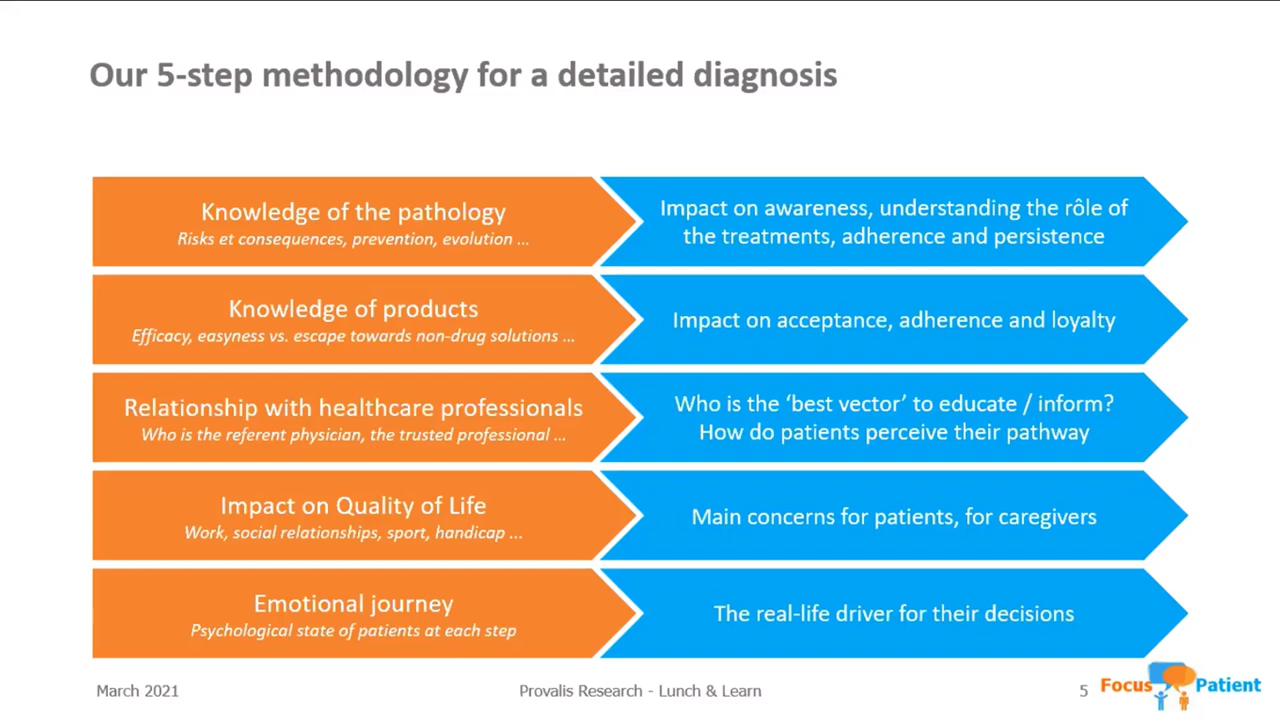 Our 5-step methodology for a detailed diagnosis
Knowledge of the pathology
Risks et consequences, prevention, evolution ...
Impact on awareness, understanding the rôle of
the treatments, adherence and persistence
Knowledge of products
Efficacy, easyness vs. escape towards non-drug solutions ...
Impact on acceptance, adherence and loyalty
Relationship with healthcare professionals
Who is the referent physician, the trusted professional ...
Who is the ‘best vector’ to educate / inform?
How do patients perceive their pathway
Impact on Quality of Life
Work, social relationships, sport, handicap ...
Main concerns for patients, for caregivers
Emotional journey
Psychological state of patients at each step
The real-life driver for their decisions
March 2021
Provalis Research - Lunch & Learn
5
Focus Patient